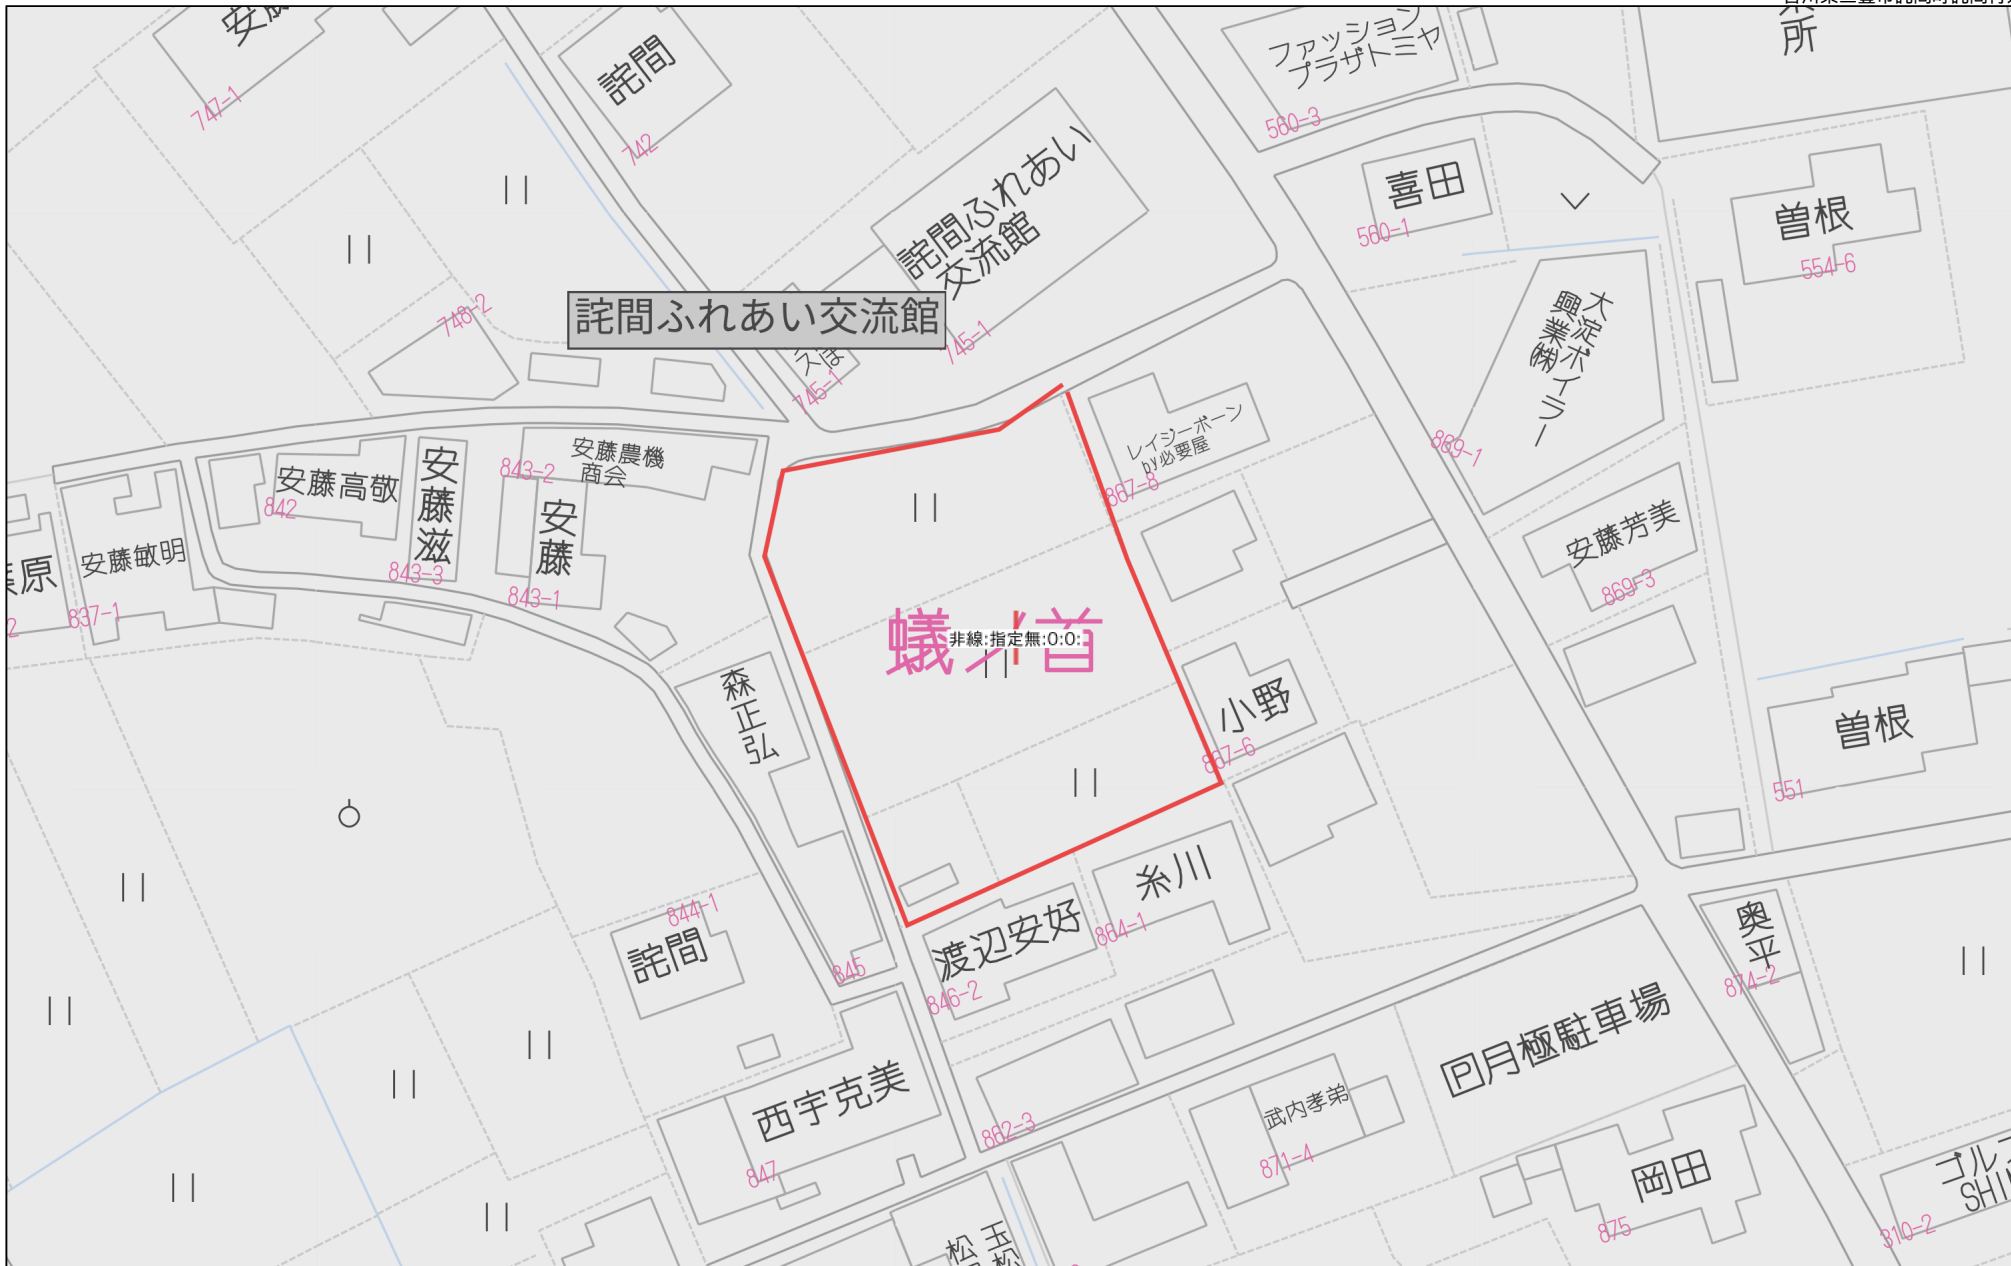 所
ファッション
プラザトミヤ
560-3
747-1
詫間
742
喜田
560-1
曽根
554-6
詫間ふれあい
交流館
745-1
詫間ふれあい交流館
745-1
748-2
大淀ボイラー
興業㈱
869-1
レイジーボーン
by必要屋
867-8
安藤農機
商会
843-2
安藤高敬
842
安藤滋
843-3
安藤
843-1
安藤敏明
837-1
原
2
安藤芳美
869-3
蟻ノ首
非線:指定無:0:0:
森正弘
845
小野
867-6
曽根
551
糸川
864-1
渡辺安好
846-2
詫間
844-1
奥平
874-2
P月極駐車場
西宇克美
847
862-3
武内孝弟
871-4
岡田
875
310-2